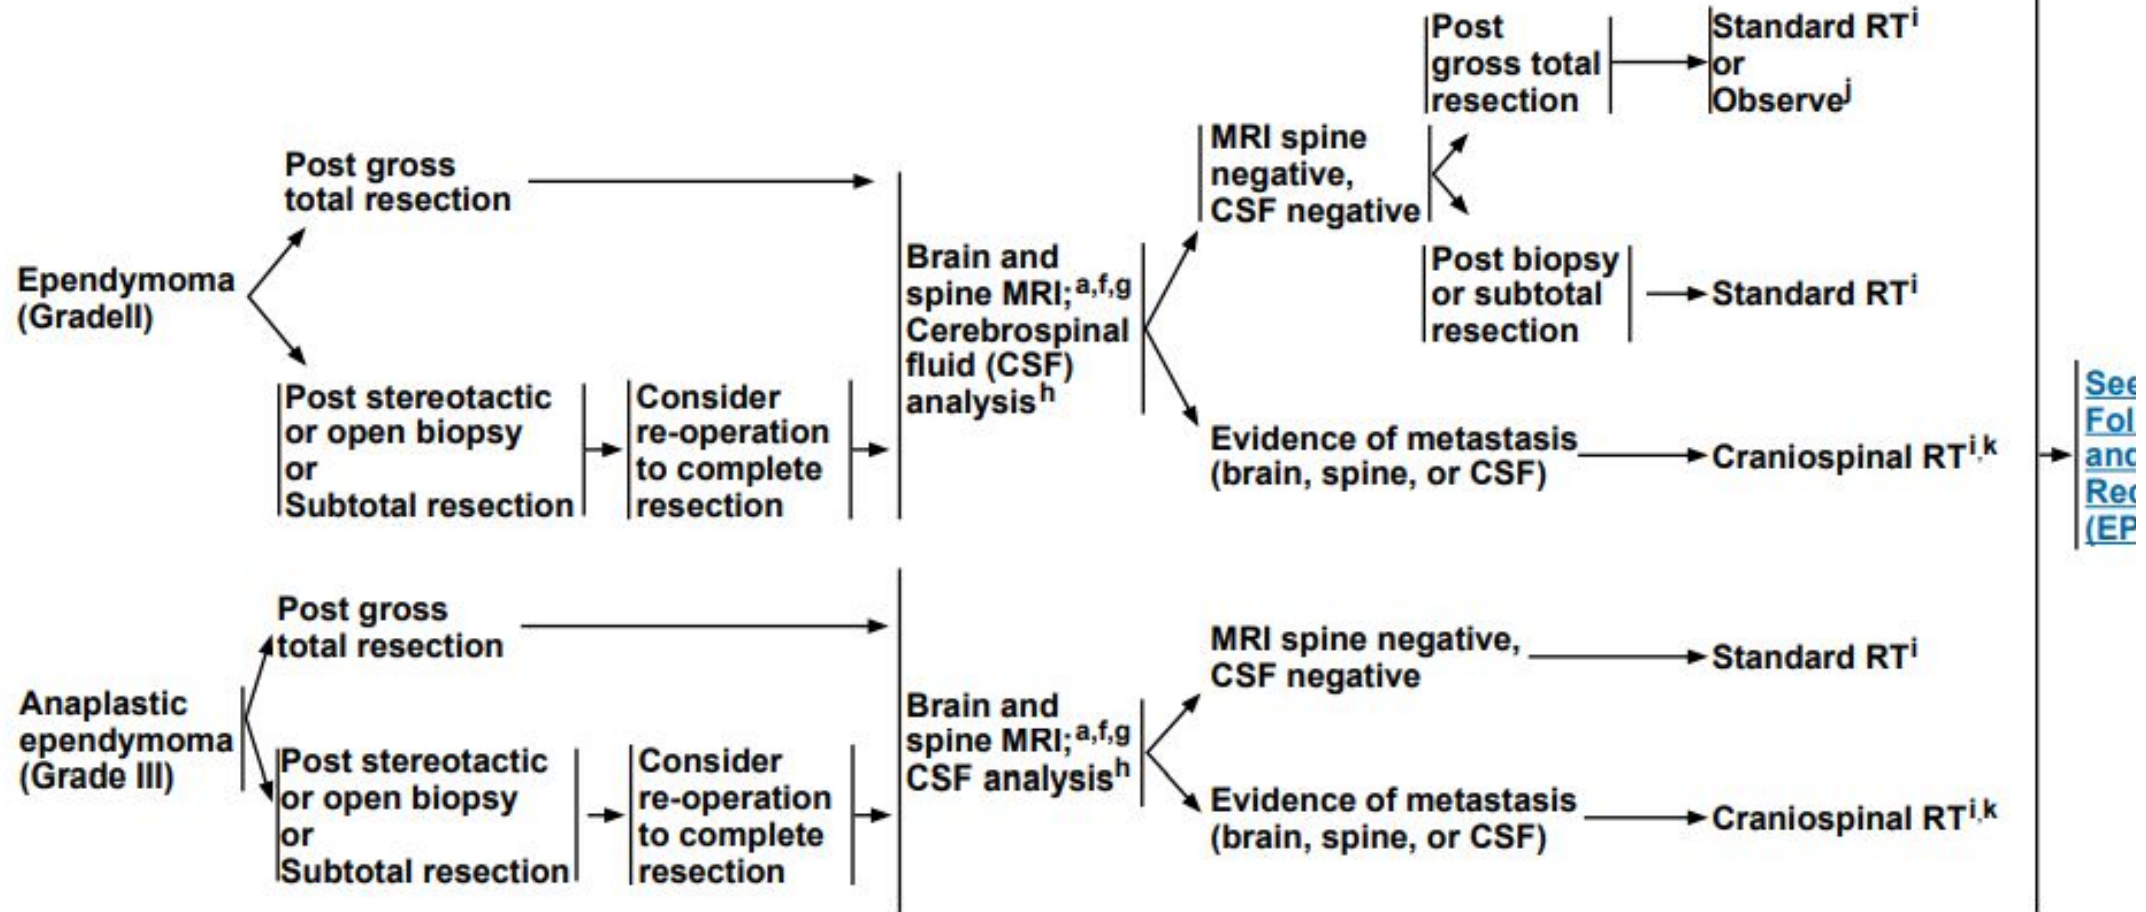 Ependymoma
(GradeII)
Post gross
total resection
Post stereotactic
or open biopsy
or
Subtotal resection
Consider
re-operation
to complete
resection
Brain and
spine MRI;a,f,g
Cerebrospinal
fluid (CSF)
analysish
MRI spine
negative,
CSF negative
Post
gross total
resection
Standard RTi
or
Observej
Post biopsy
or subtotal
resection
Standard RTi
Evidence of metastasis
(brain, spine, or CSF)
Craniospinal RTi,k
Anaplastic
ependymoma
(Grade III)
Post gross
total resection
Post stereotactic
or open biopsy
or
Subtotal resection
Consider
re-operation
to complete
resection
Brain and
spine MRI;a,f,g
CSF analysish
MRI spine negative,
CSF negative
Standard RTi
Evidence of metastasis
(brain, spine, or CSF)
Craniospinal RTi,k
See
Fol
and
Rec
(EP